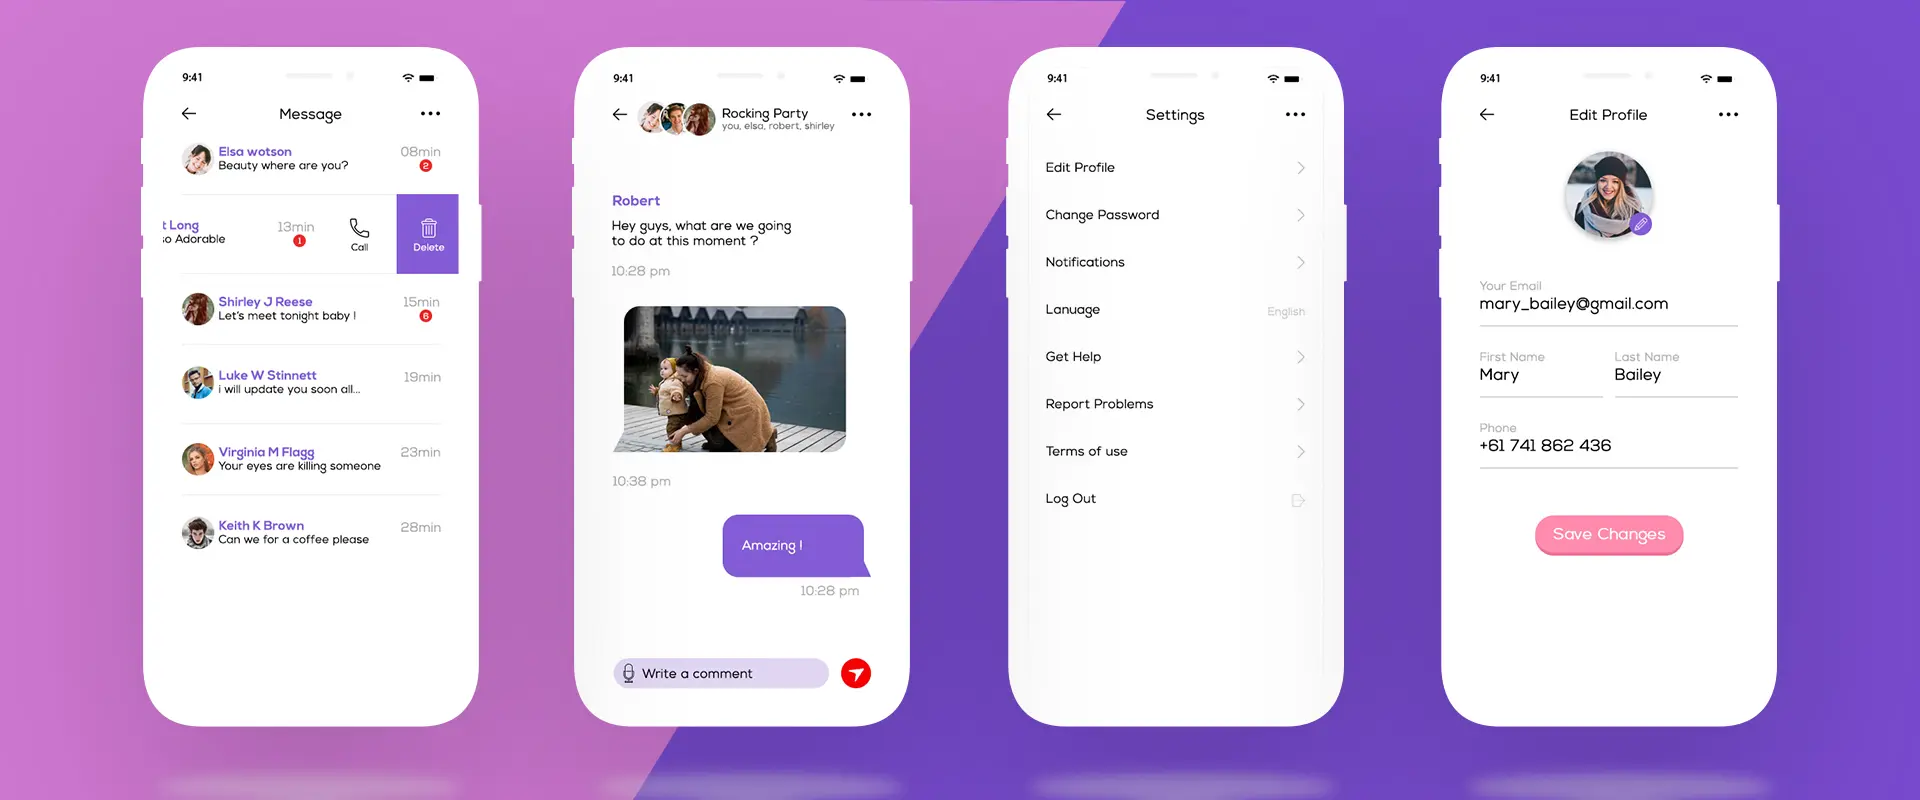 9:41
Message
Elsa wotson
08min
Beauty where are you?
2
t Long
13min
so Adorable
1
Call
Delete
Shirley J Reese
15min
Let's meet tonight baby !
6
Luke W Stinnett
19min
i will update you soon all...
Virginia M Flagg
23min
Your eyes are killing someone
Keith K Brown
28min
Can we for a coffee please
9:41
Rocking Party
you, elsa, robert, shirley
Robert
Hey guys, what are we going
to do at this moment ?
10:28 pm
10:38 pm
Amazing !
10:28 pm
Write a comment
9:41
Settings
Edit Profile
Change Password
Notifications
Lanuage
English
Get Help
Report Problems
Terms of use
Log Out
9:41
Edit Profile
Your Email
mary_bailey@gmail.com
First Name
Last Name
Mary
Bailey
Phone
+61 741 862 436
Save Changes